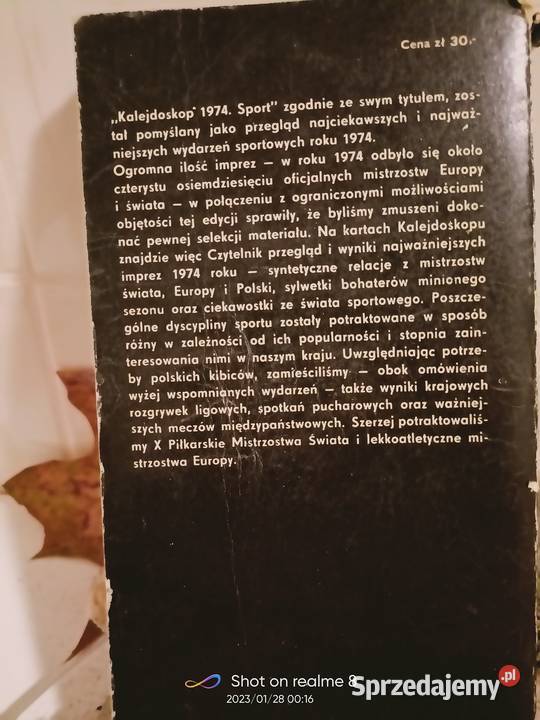 Cena zł 30.-
„Kalejdoskop 1974. Sport" zgodnie ze swym tytułem, zos-
tał pomyślany jako przegląd najciekawszych i najważ-
niejszych wydarzeń sportowych roku 1974.
Ogromna ilość imprez — w roku 1974 odbyło się około
czterystu osiemdziesięciu oficjalnych mistrzostw Europy
i świata — w połączeniu z ograniczonymi możliwościami
objętości tej edycji sprawiły, że byliśmy zmuszeni doko-
nać pewnej selekcji materiału. Na kartach Kalejdoskopu
znajdzie więc Czytelnik przegląd i wyniki najważniejszych
imprez 1974 roku — syntetyczne relacje z mistrzostw
świata, Europy i Polski, sylwetki bohaterów minionego
sezonu oraz ciekawostki ze świata sportowego. Poszcze-
gólne dyscypliny sportu zostały potraktowane w sposób
różny w zależności od ich popularności i stopnia zain-
teresowania nimi w naszym kraju. Uwzględniając potrze-
by polskich kibiców, zamieściliśmy — obok omówienia
wyżej wspomnianych wydarzeń — także wyniki krajowych
rozgrywek ligowych, spotkań pucharowych oraz ważniej-
szych meczów międzypaństwowych. Szerzej potraktowaliś-
my X Piłkarskie Mistrzostwa Świata i lekkoatletyczne mi-
strzostwa Europy.
Shot on realme 8
2023/01/28 00:16
Sprzedajemy.pl